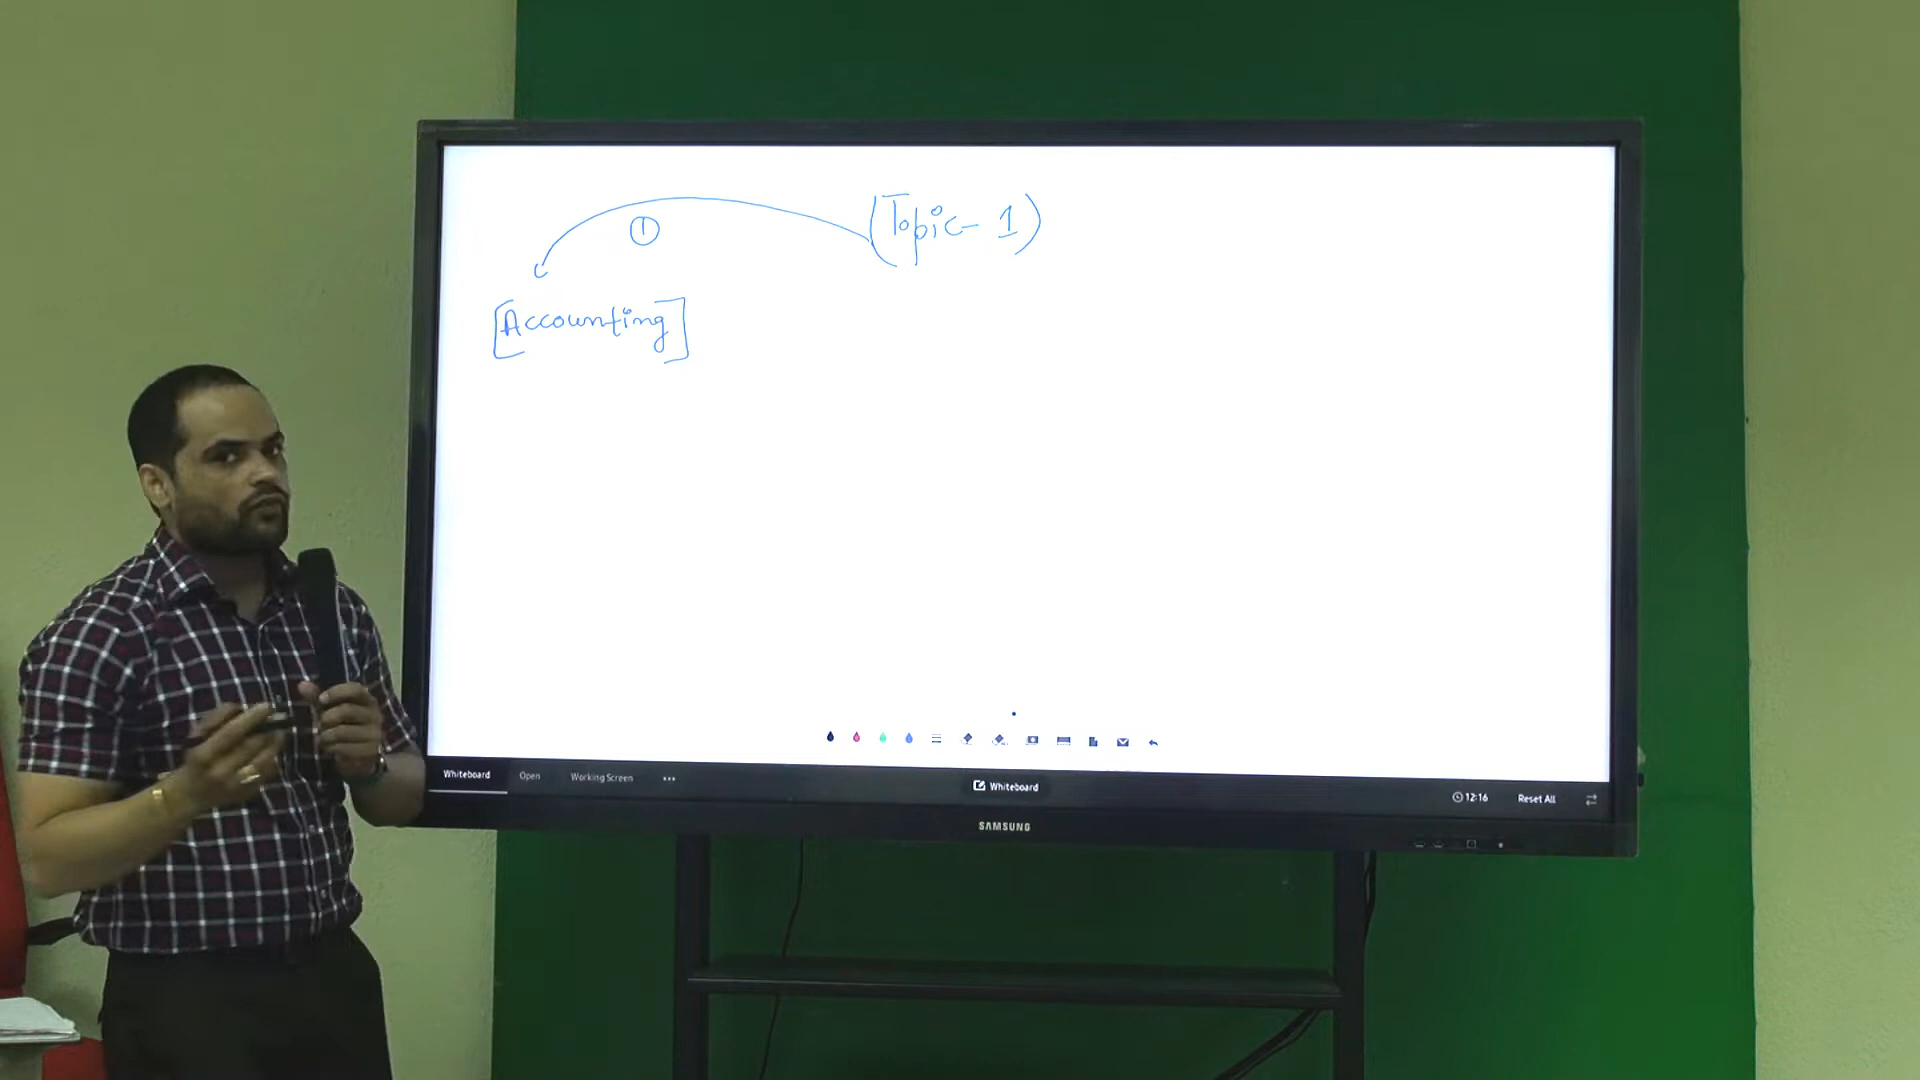 (Topic- 1)
①
[Accounting]
Whiteboard Open Working Screen ••• Whiteboard 12:16 Reset All
SAMSUNG